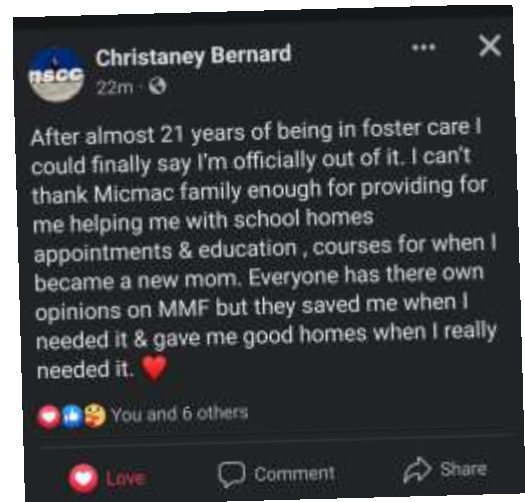 nscc
Christaney Bernard
22m
After almost 21 years of being in foster care I
could finally say I'm officially out of it. I can't
thank Micmac family enough for providing for
me helping me with school homes
appointments & education , courses for when I
became a new mom. Everyone has there own
opinions on MMF but they saved me when I
needed it & gave me good homes when I really
needed it. ❤️
You and 6 others
Love
Comment
Share